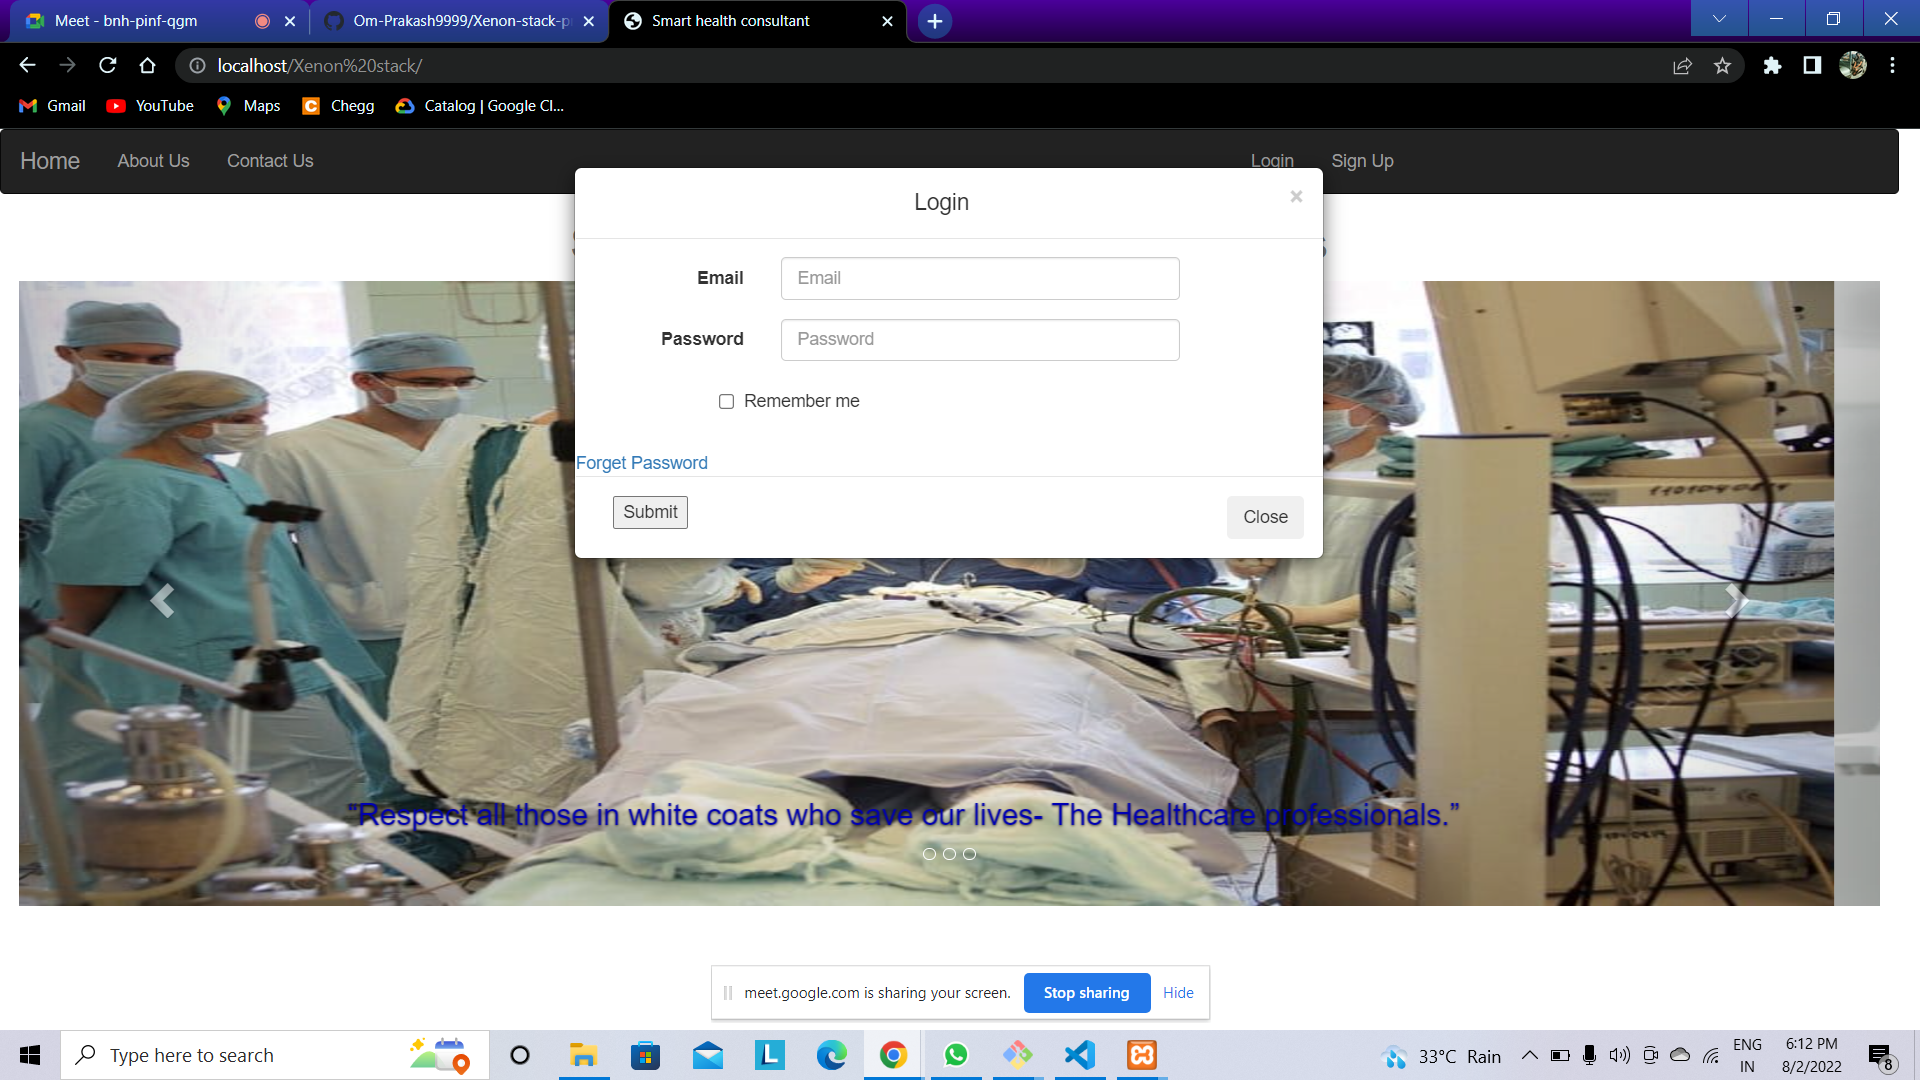 Meet - bnh-pinf-qgm
Om-Prakash9999/Xenon-stack-p
Smart health consultant
localhost/Xenon%20stack/
Gmail
YouTube
Maps
Chegg
Catalog | Google Cl...
Home
About Us
Contact Us
Login
Sign Up
Login
×
Email
Email
Password
Password
Remember me
Forget Password
Submit
Close
“Respect all those in white coats who save our lives- The Healthcare professionals.”
meet.google.com is sharing your screen.
Stop sharing
Hide
Type here to search
33°C Rain
ENG
IN
6:12 PM
8/2/2022
8